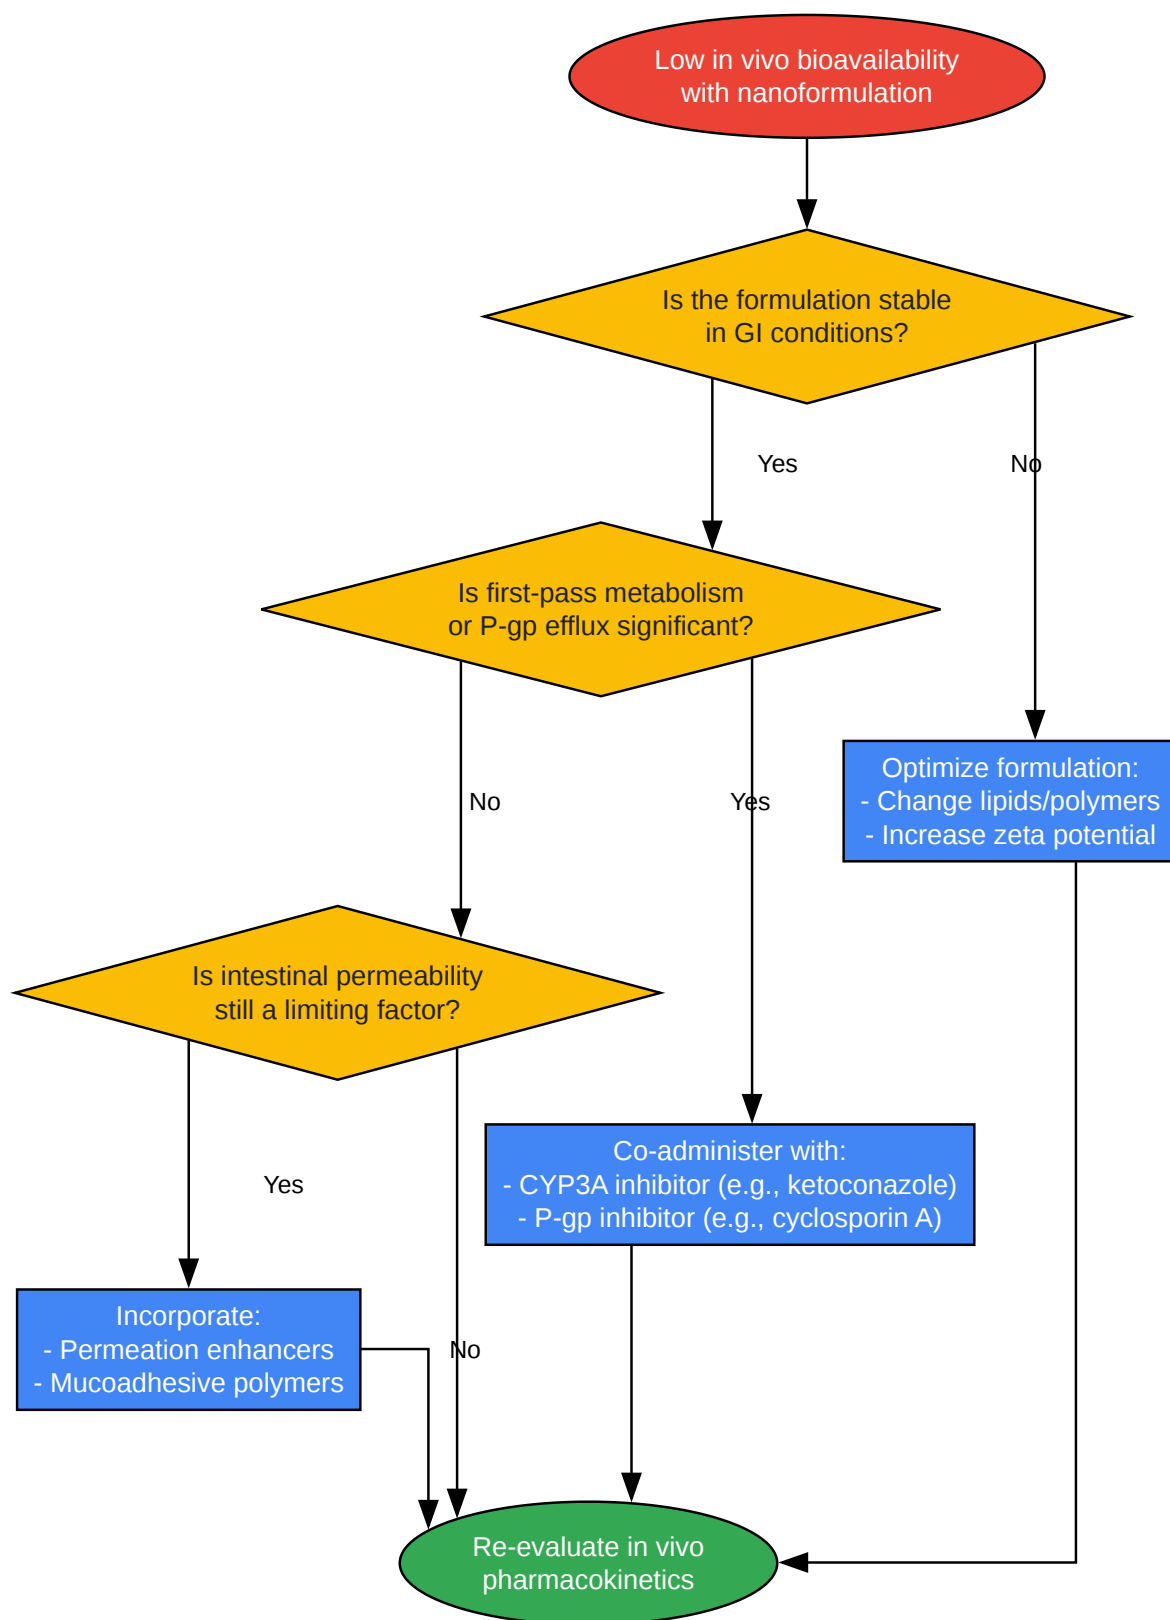 Low in vivo bioavailability
with nanoformulation
Is the formulation stable
in GI conditions?
Yes
No
Is first-pass metabolism
or P-gp efflux significant?
Optimize formulation:
- Change lipids/polymers
- Increase zeta potential
No
Yes
Is intestinal permeability
still a limiting factor?
Co-administer with:
- CYP3A inhibitor (e.g., ketoconazole)
- P-gp inhibitor (e.g., cyclosporin A)
Yes
Incorporate:
- Permeation enhancers
- Mucoadhesive polymers
No
Re-evaluate in vivo
pharmacokinetics